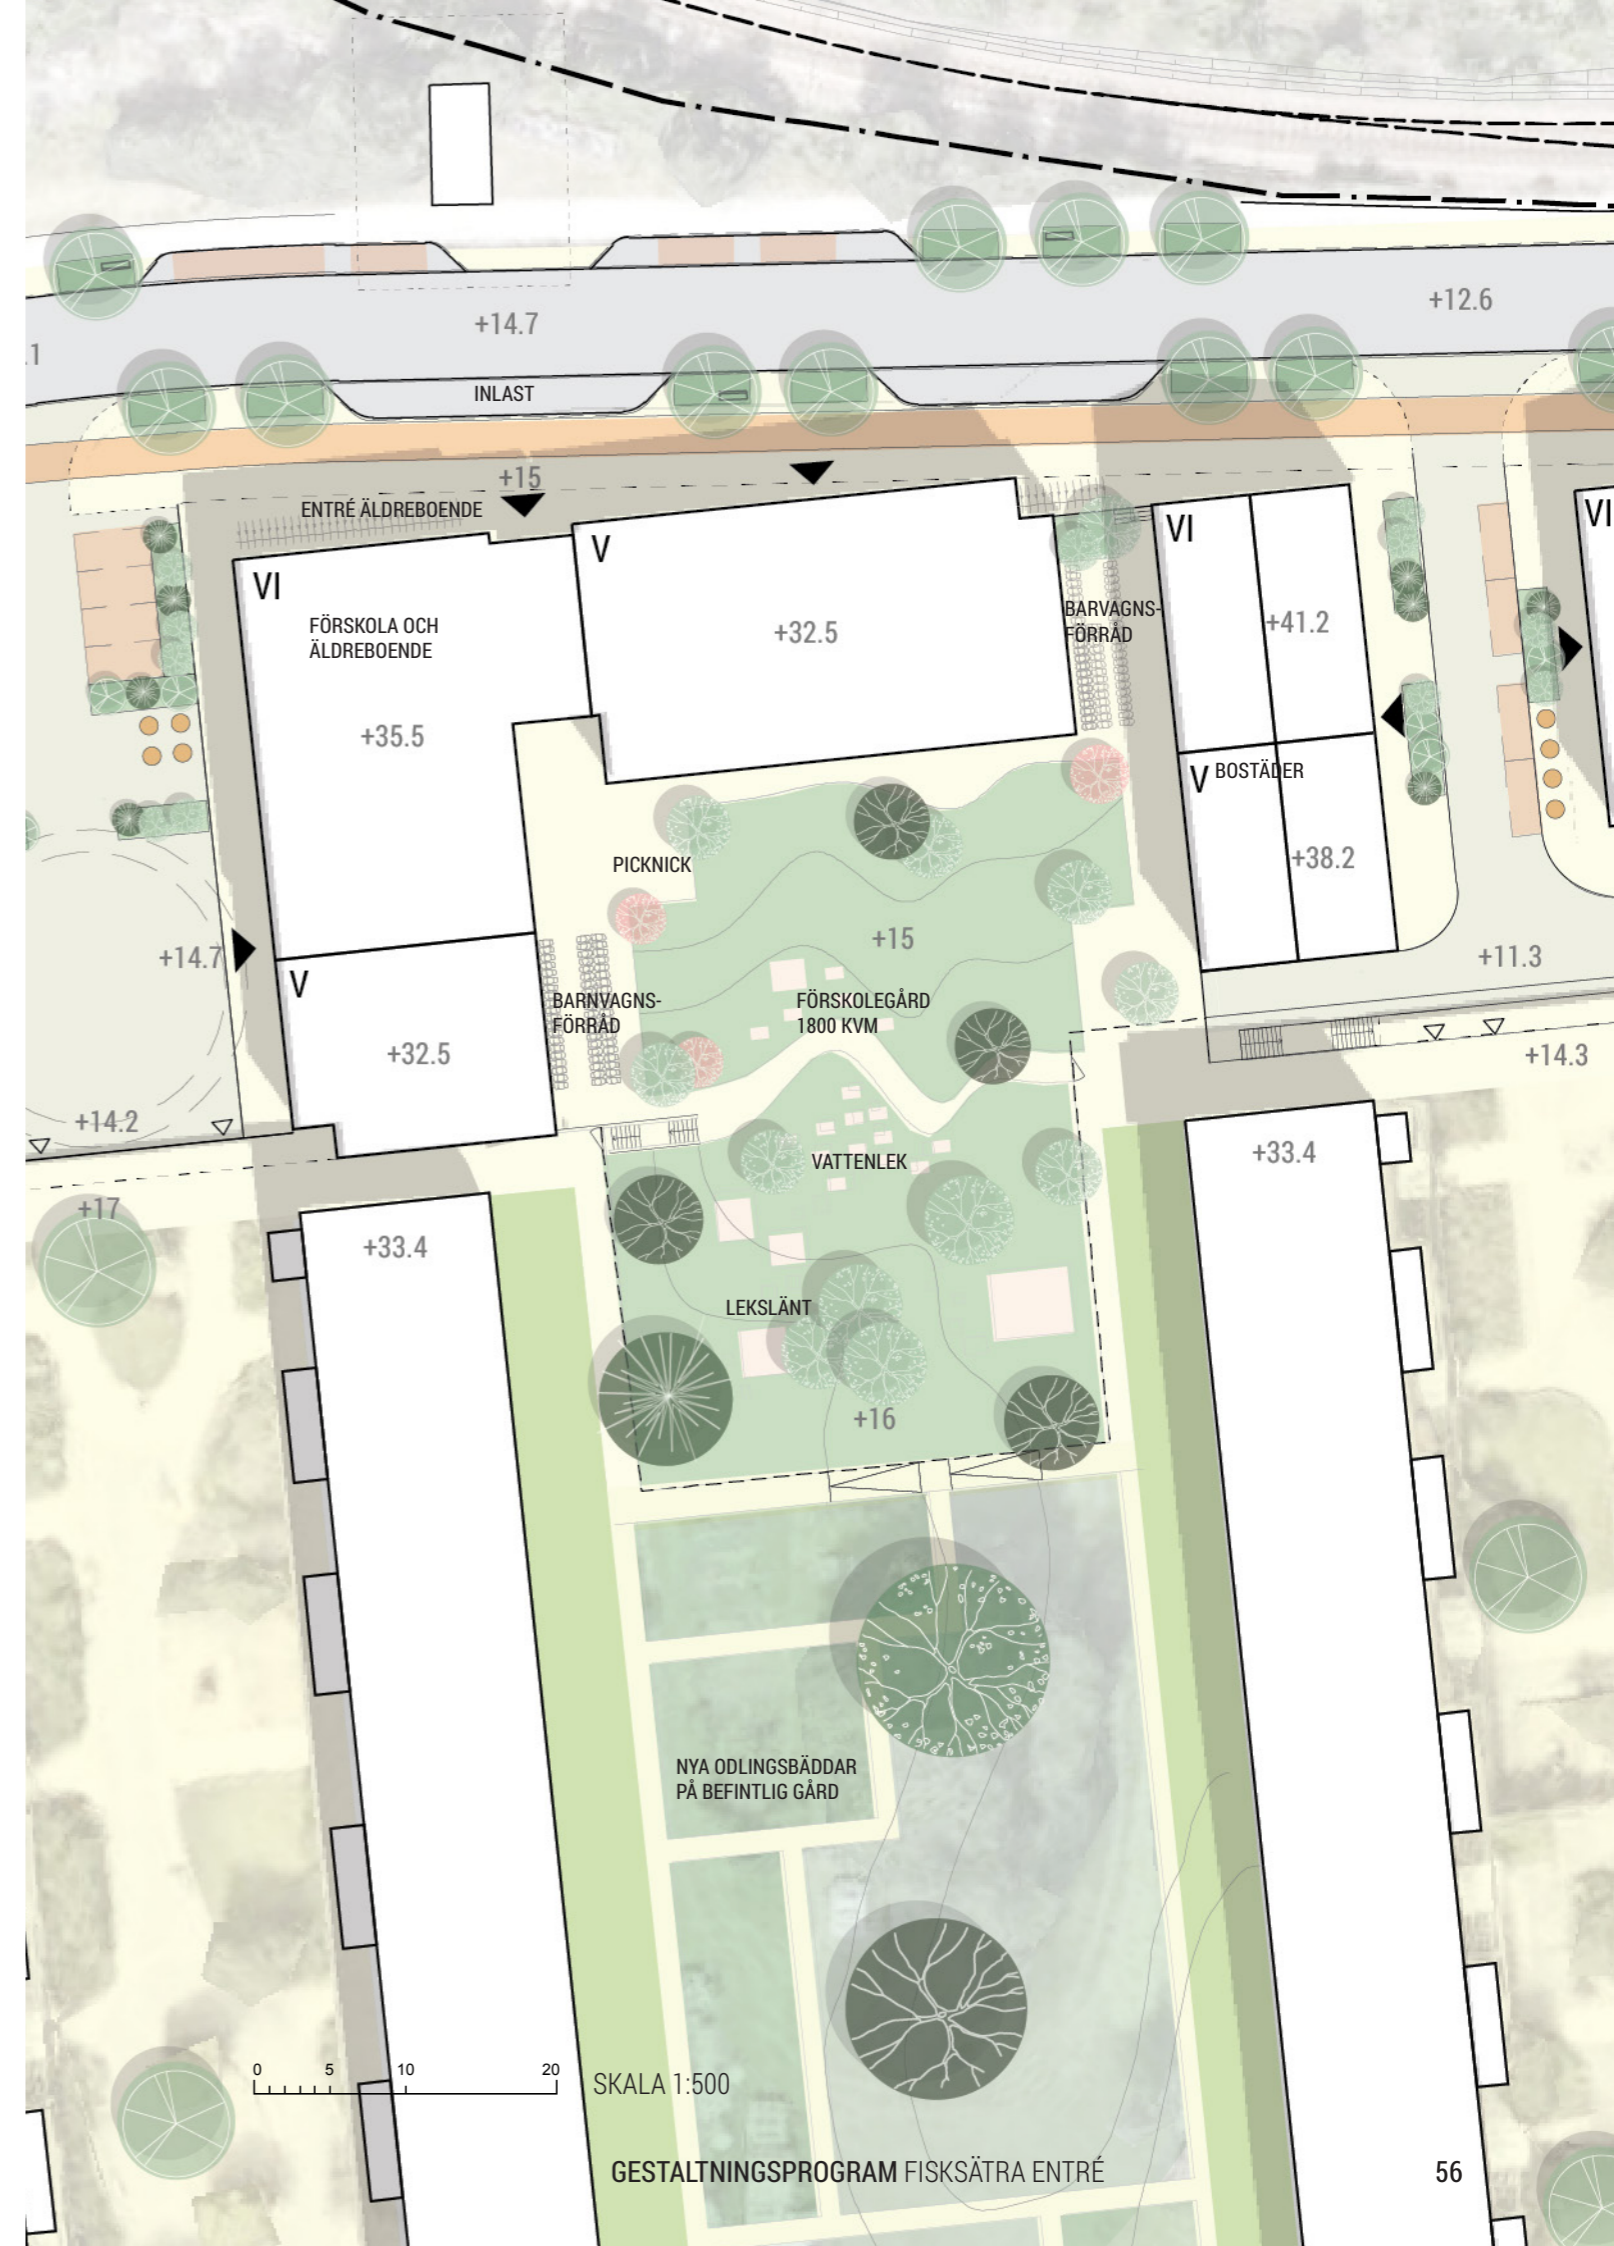 +12.6
+14.7
.1
INLAST
+15
ENTRÉ ÄLDREBOENDE
VI
V
VI
VI
FÖRSKOLA OCH
ÄLDREBOENDE
+32.5
BARVAGNS-
FÖRRÅD
+41.2
+35.5
V BOSTÄDER
+38.2
PICKNICK
+15
+14.7
+11.3
V
BARNVAGNS-
FÖRRÅD
FÖRSKOLEGÅRD
1800 KVM
+32.5
+14.3
+14.2
VATTENLEK
+33.4
+17
+33.4
LEKSLÄNT
+16
NYA ODLINGSBÄDDAR
PÅ BEFINTLIG GÅRD
0 5 10 20
SKALA 1:500
GESTALTNINGSPROGRAM FISKSÄTRA ENTRÉ
56